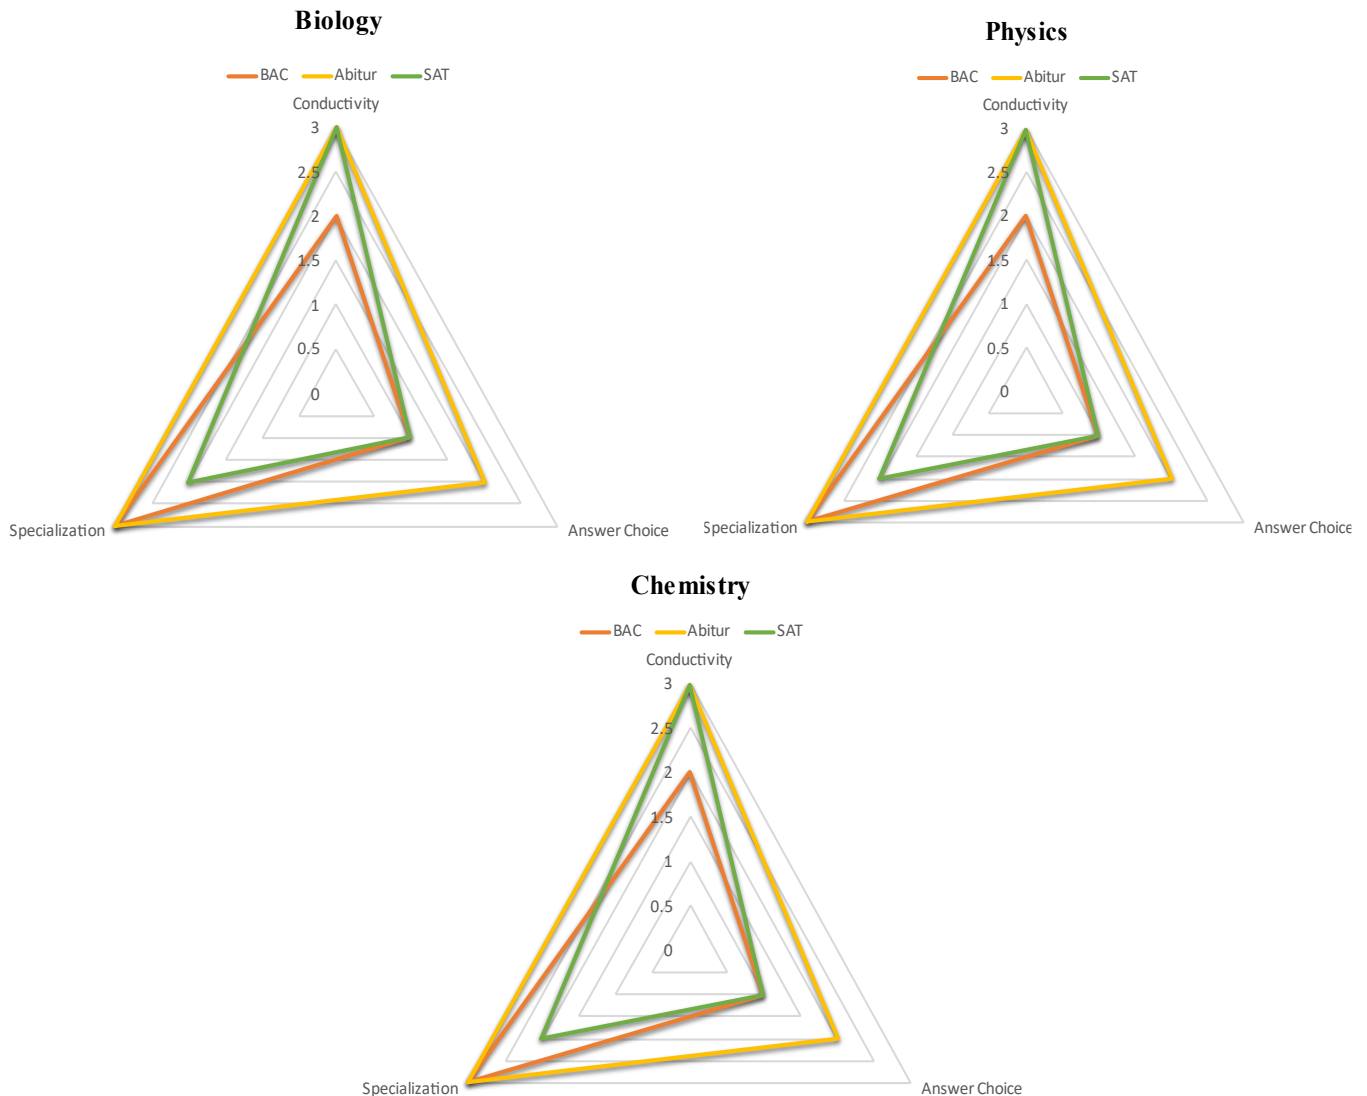 Biology
BAC Abitur SAT
Conductivity
3
2.5
2
1.5
1
0.5
0
Specialization
Answer Choice
Physics
BAC Abitur SAT
Conductivity
3
2.5
2
1.5
1
0.5
0
Specialization
Answer Choice
Chemistry
BAC Abitur SAT
Conductivity
3
2.5
2
1.5
1
0.5
0
Specialization
Answer Choice